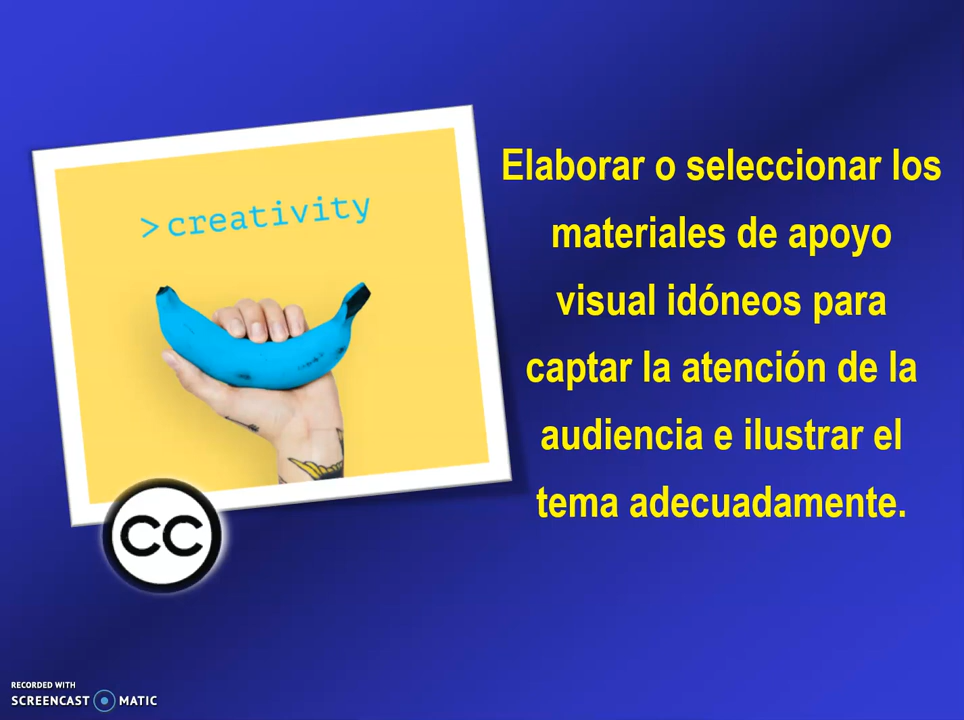 >creativity
Elaborar o seleccionar los
materiales de apoyo
visual idóneos para
captar la atención de la
audiencia e ilustrar el
tema adecuadamente.
CC
RECORDED WITH
SCREENCAST MATIC